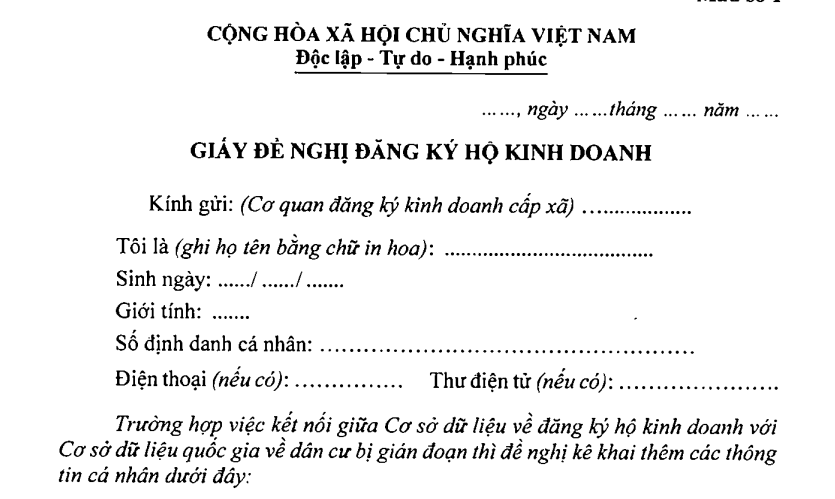 CỘNG HÒA XÃ HỘI CHỦ NGHĨA VIỆT NAM
Độc lập - Tự do - Hạnh phúc
......, ngày ......tháng ...... năm ......
GIẤY ĐỀ NGHỊ ĐĂNG KÝ HỘ KINH DOANH
Kính gửi: (Cơ quan đăng ký kinh doanh cấp xã) ...................
Tôi là (ghi họ tên bằng chữ in hoa): .....................................
Sinh ngày: ....../ ....../ .......
Giới tính: .......
Số định danh cá nhân: ......................................................
Điện thoại (nếu có): ................ Thư điện tử (nếu có): .......................
Trường hợp việc kết nối giữa Cơ sở dữ liệu về đăng ký hộ kinh doanh với
Cơ sở dữ liệu quốc gia về dân cư bị gián đoạn thì đề nghị kê khai thêm các thông
tin cá nhân dưới đây: